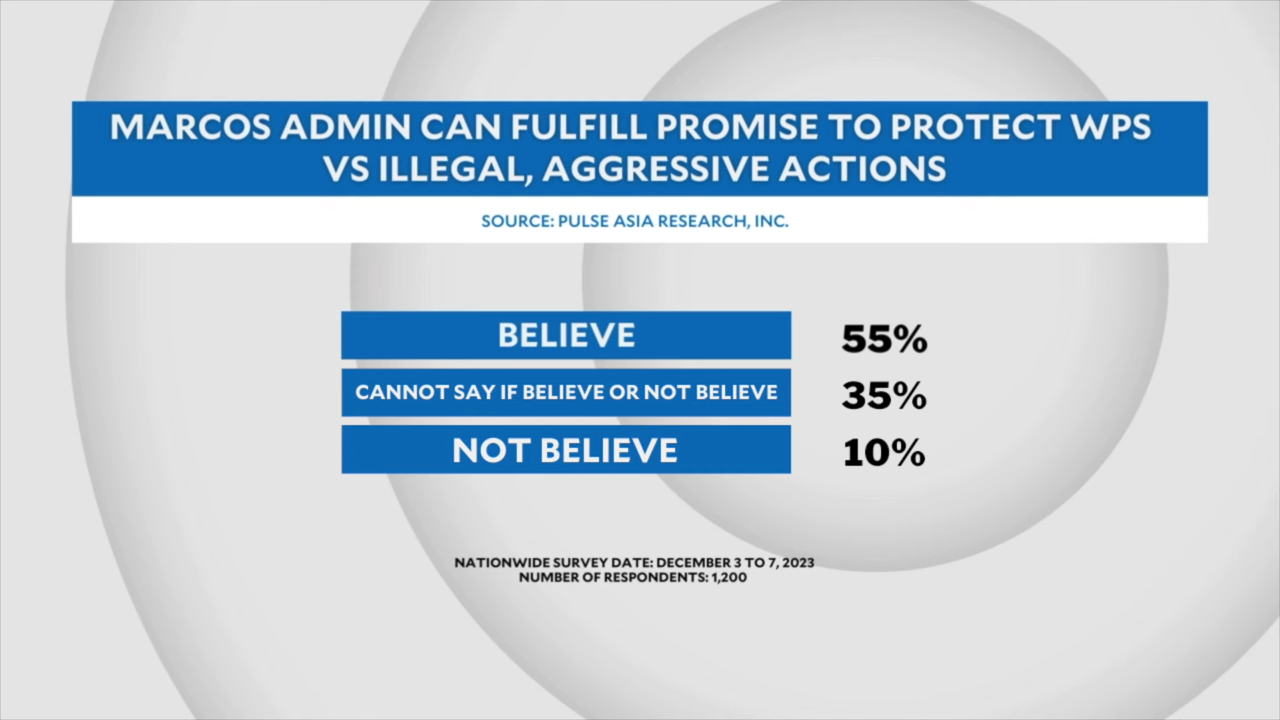 MARCOS ADMIN CAN FULFILL PROMISE TO PROTECT WPS
VS ILLEGAL, AGGRESSIVE ACTIONS
SOURCE: PULSE ASIA RESEARCH, INC.
BELIEVE 55%
CANNOT SAY IF BELIEVE OR NOT BELIEVE 35%
NOT BELIEVE 10%
NATIONWIDE SURVEY DATE: DECEMBER 3 TO 7, 2023
NUMBER OF RESPONDENTS: 1,200